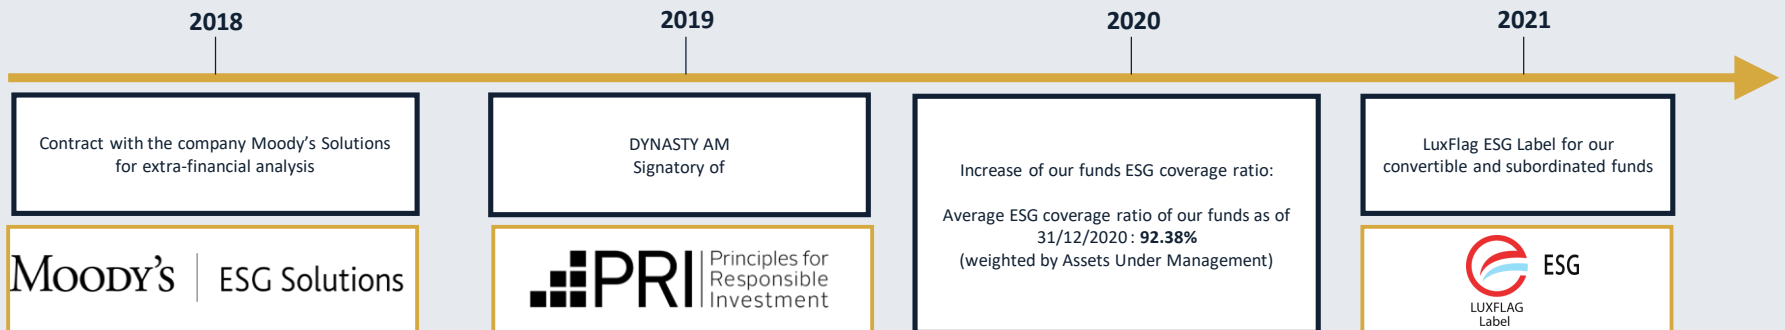 2018
2019
2020
2021
Contract with the company Moody's Solutions
for extra-financial analysis
MOODY'S | ESG Solutions
DYNASTY AM
Signatory of
PRI
Principles for
Responsible
Investment
Increase of our funds ESG coverage ratio:
Average ESG coverage ratio of our funds as of
31/12/2020 : 92.38%
(weighted by Assets Under Management)
LuxFlag ESG Label for our
convertible and subordinated funds
ESG
LUXFLAG
Label